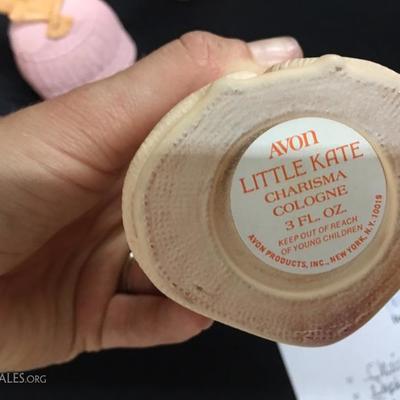 AVON
LITTLE KATE
CHARISMA
COLOGNE
3 FL. OZ.
KEEP OUT OF REACH
OF YOUNG CHILDREN
AVON PRODUCTS, INC., NEW YORK, N.Y. 10019
ALES.ORG